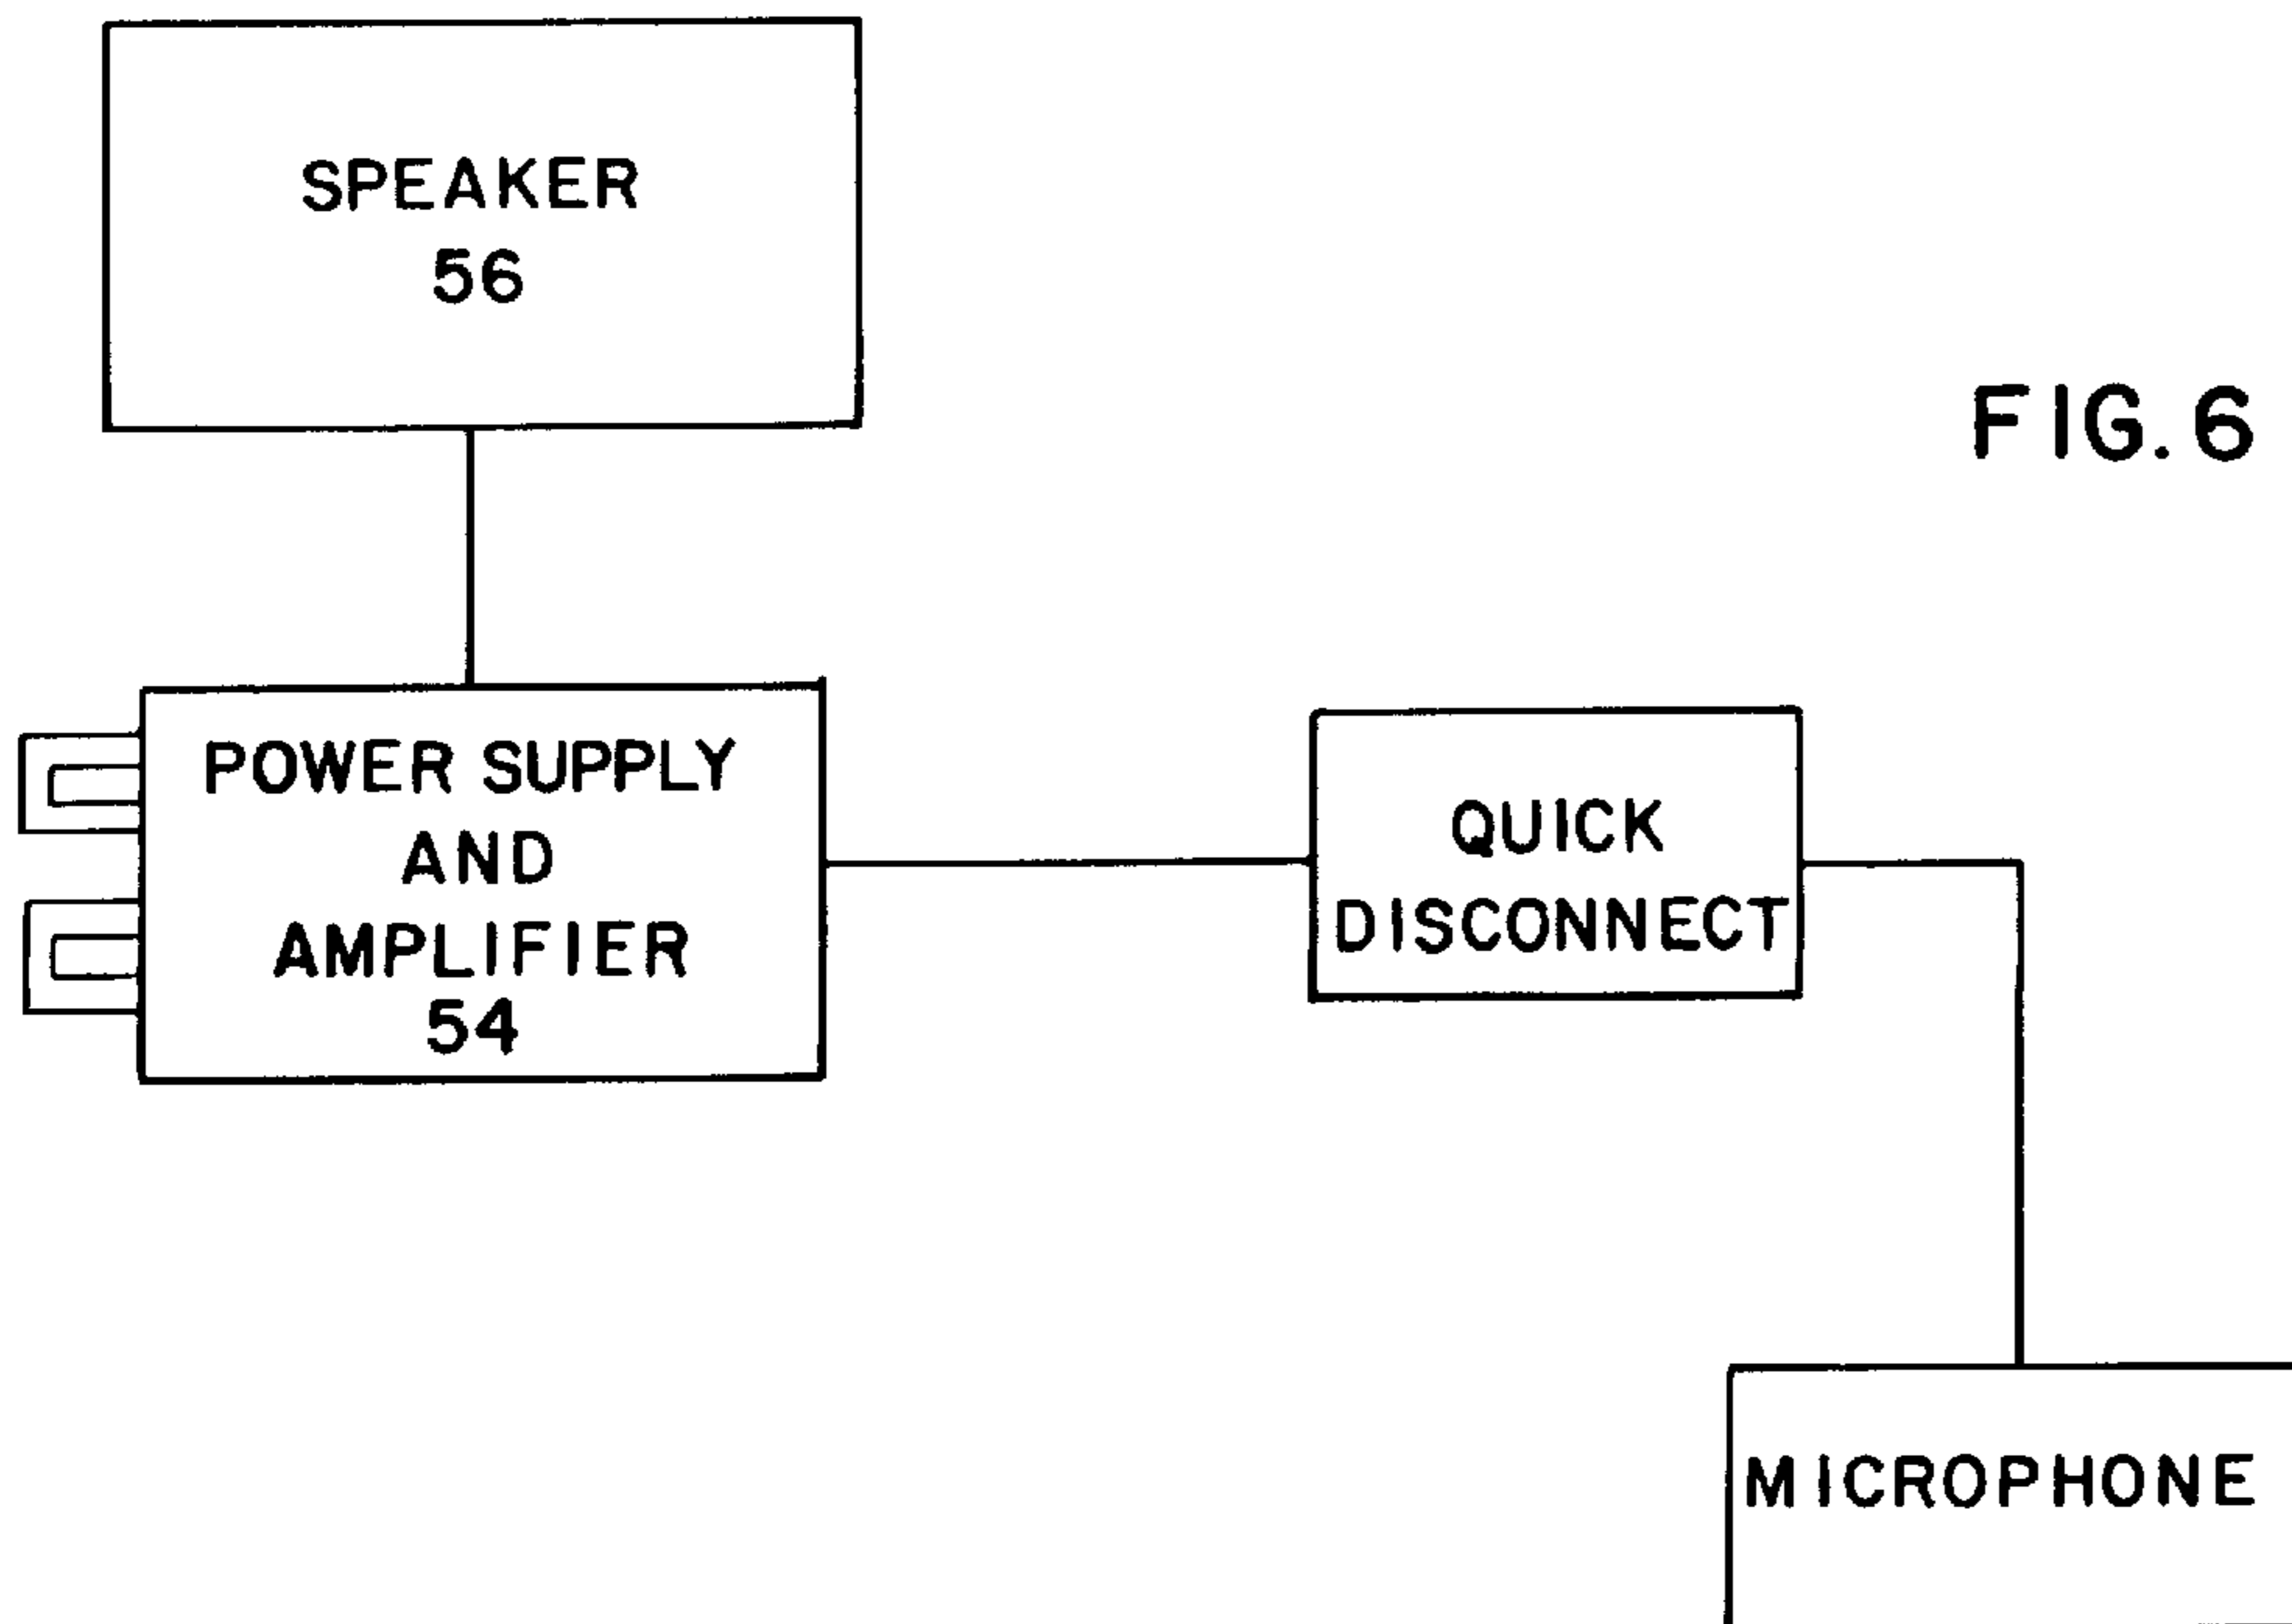 SPEAKER
56
FIG. 6
POWER SUPPLY
AND
AMPLIFIER
54
QUICK
DISCONNECT
MICROPHONE